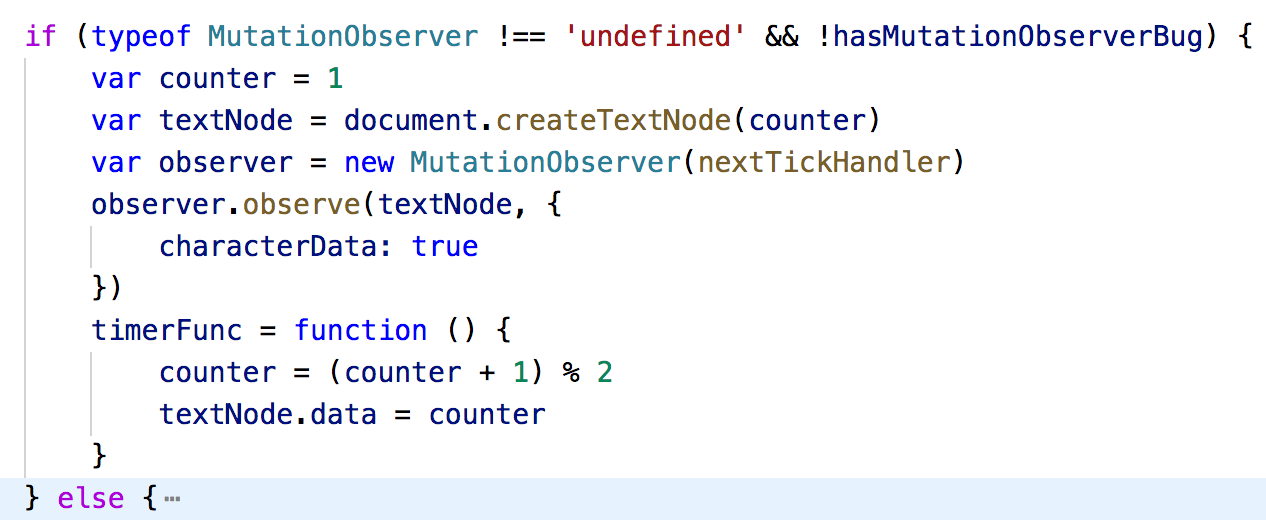 if (typeof MutationObserver !== 'undefined' && !hasMutationObserverBug) {
    var counter = 1
    var textNode = document.createTextNode(counter)
    var observer = new MutationObserver(nextTickHandler)
    observer.observe(textNode, {
        characterData: true
    })
    timerFunc = function () {
        counter = (counter + 1) % 2
        textNode.data = counter
    }
} else {⋯